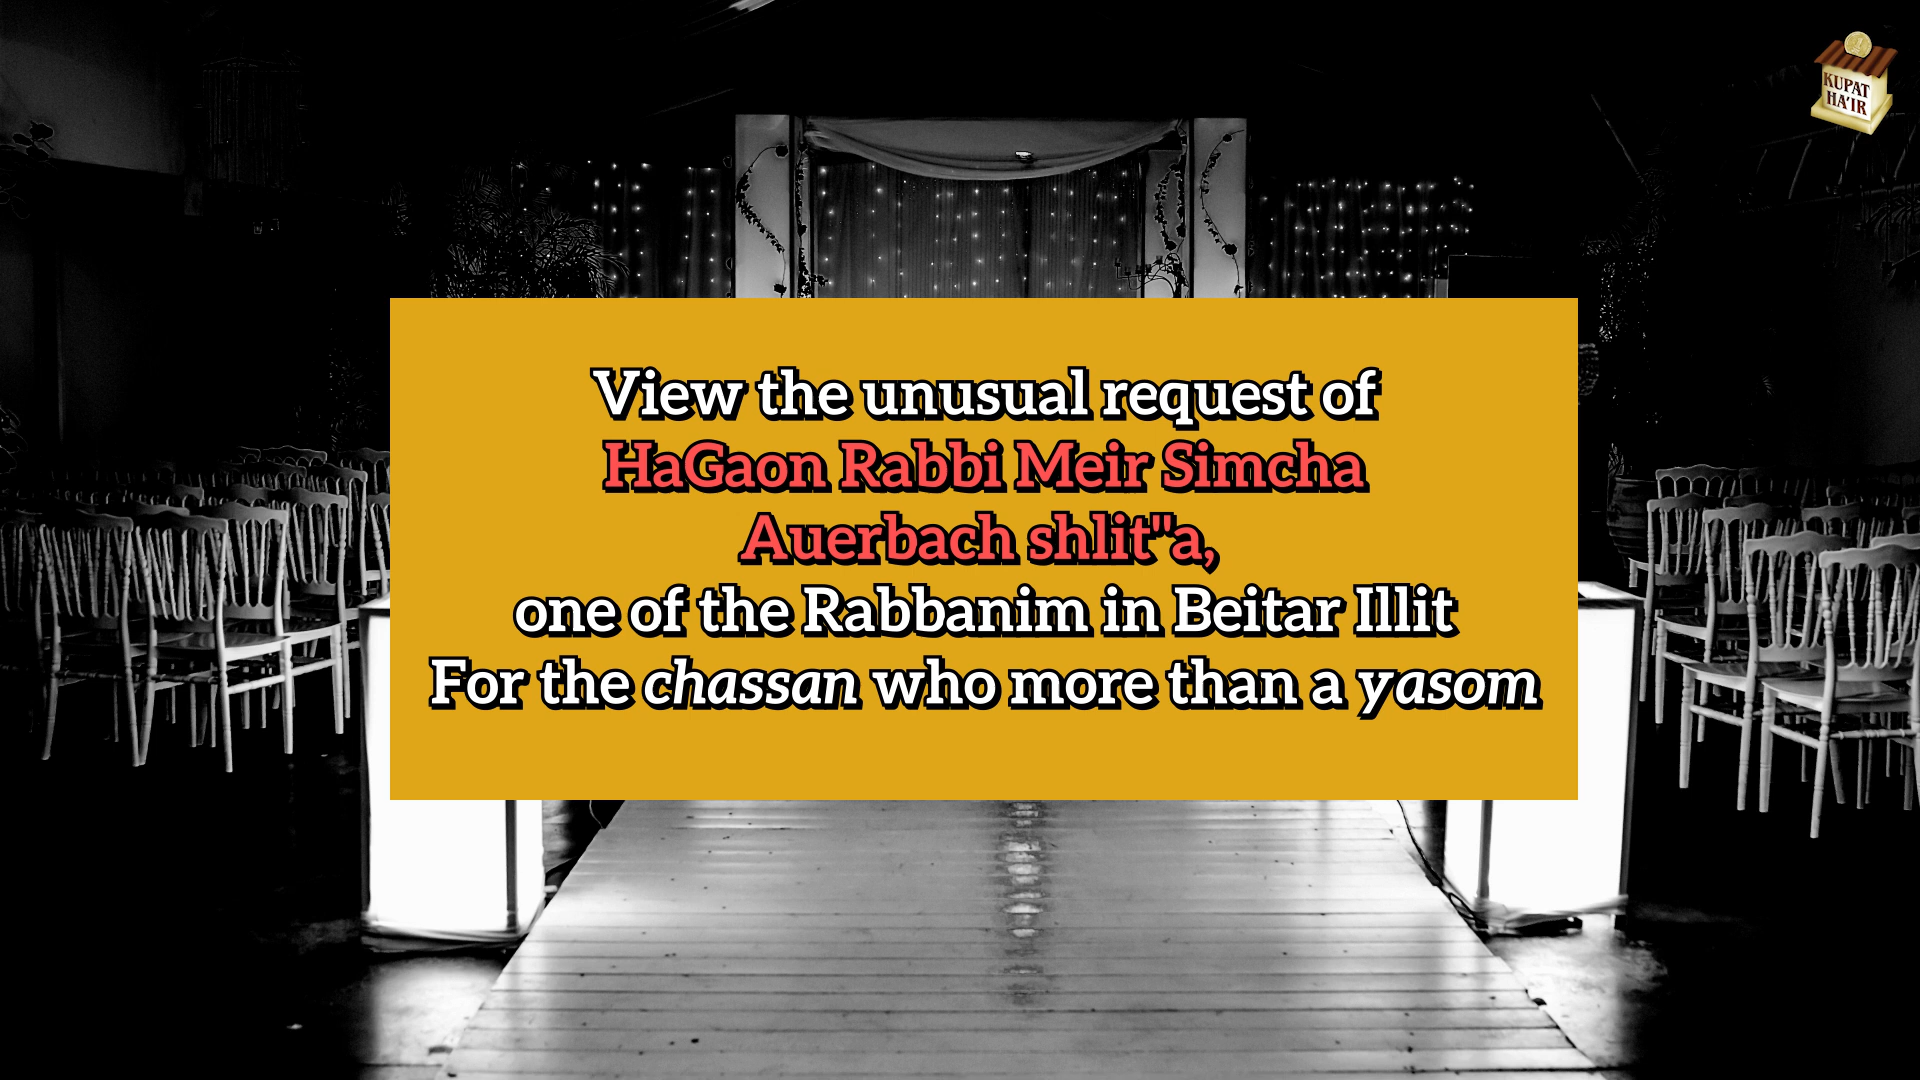 KUPAT
HA'IR
View the unusual request of
HaGaon Rabbi Meir Simcha
Auerbach shlit"a,
one of the Rabbanim in Beitar Illit
For the chassan who more than a yasom